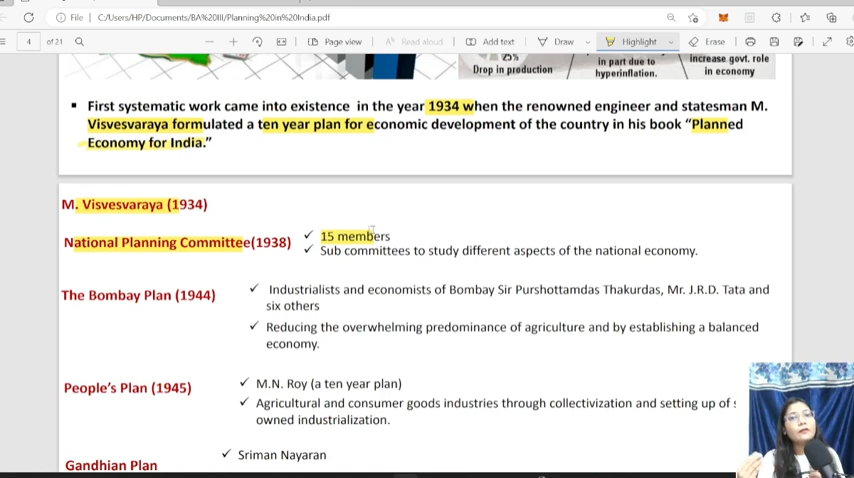 File
C:/Users/HP/Documents/BA%20III/Planning%20in%20India.pdf
4 of 21
Page view
Read aloud
Add text
Draw
Highlight
Erase
25%
Drop in production
in part due to
hyperinflation.
increase govt. role
in economy
▪ First systematic work came into existence in the year 1934 when the renowned engineer and statesman M.
Visvesvaraya formulated a ten year plan for economic development of the country in his book “Planned
Economy for India.”
M. Visvesvaraya (1934)
National Planning Committee(1938)
✓ 15 members
✓ Sub committees to study different aspects of the national economy.
The Bombay Plan (1944)
✓ Industrialists and economists of Bombay Sir Purshottamdas Thakurdas, Mr. J.R.D. Tata and
six others
✓ Reducing the overwhelming predominance of agriculture and by establishing a balanced
economy.
People’s Plan (1945)
✓ M.N. Roy (a ten year plan)
✓ Agricultural and consumer goods industries through collectivization and setting up of
owned industrialization.
Gandhian Plan
✓ Sriman Nayaran